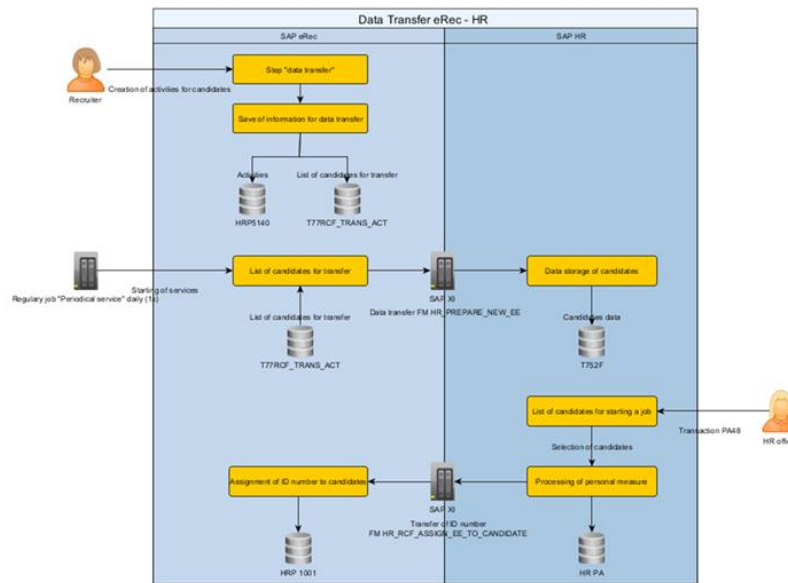 Data Transfer eRec - HR
SAP eRec
SAP HR
Step "data transfer"
Recruiter
Creation of activities for candidates
Save of information for data transfer
Activities
List of candidates for transfer
HRP5140
T77RCF_TRANS_ACT
List of candidates for transfer
Data storage of candidates
Starting of services
Regulary job "Periodical service" daily (1x)
SAP XI
Data transfer FM HR_PREPARE_NEW_EE
List of candidates for transfer
Candidates data
T77RCF_TRANS_ACT
T752F
List of candidates for starting a job
Transaction PA48
HR offi
Selection of candidates
Assignment of ID number to candidates
Processing of personal measure
SAP XI
Transfer of ID number
FM HR_RCF_ASSIGN_EE_TO_CANDIDATE
HRP 1001
HR PA